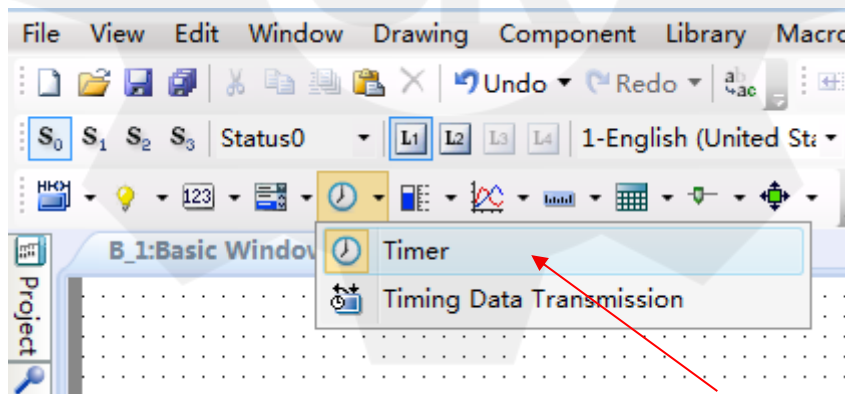 File View Edit Window Drawing Component Library Macro
Undo Redo
S0 S1 S2 S3 Status0 L1 L2 L3 L4 1-English (United Sta
123
B_1:Basic Window Timer
Timing Data Transmission
Project